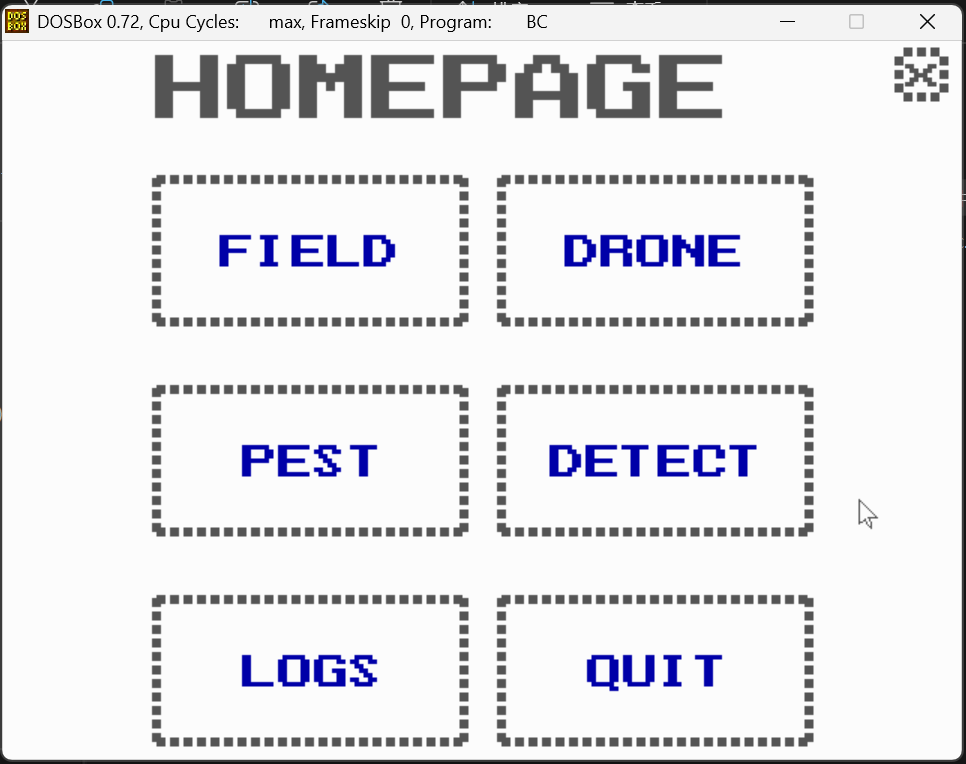 DOSBox 0.72, Cpu Cycles: max, Frameskip 0, Program: BC
HOMEPAGE
FIELD
DRONE
PEST
DETECT
LOGS
QUIT